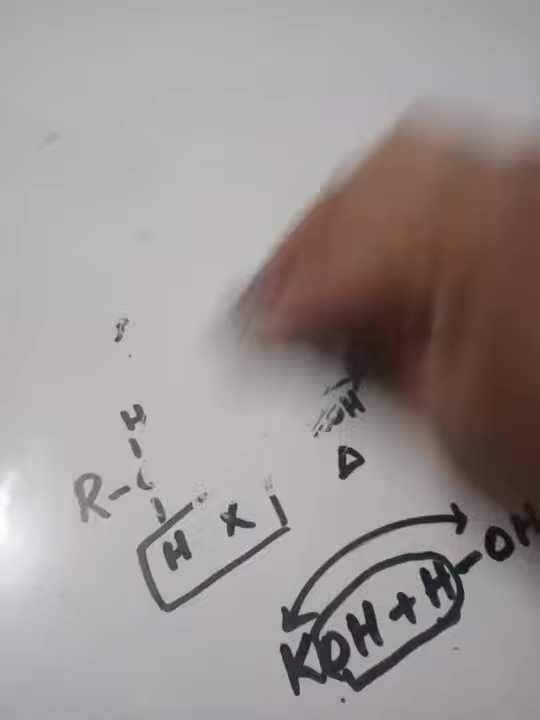 H
R-C
H X
Δ
KOH + H-OH